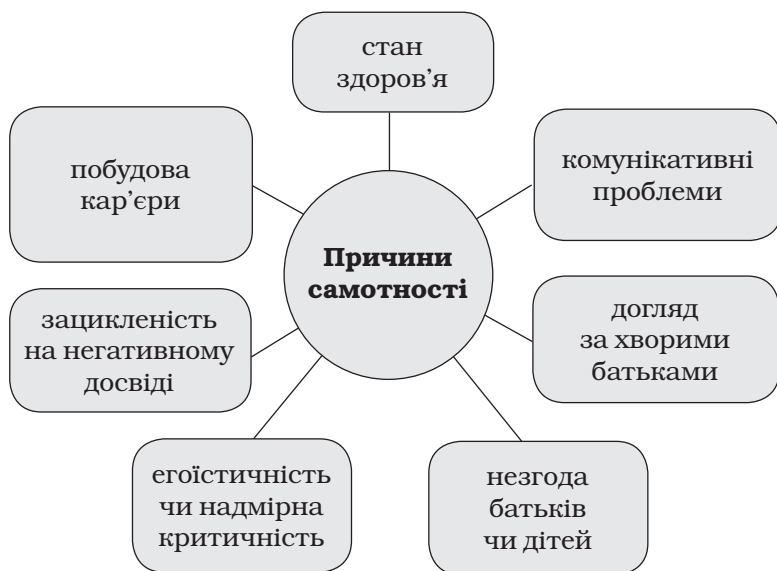 стан
здоров’я
побудова
кар’єри
комунікативні
проблеми
Причини
самотності
зацикленість
на негативному
досвіді
догляд
за хворими
батьками
егоїстичність
чи надмірна
критичність
незгода
батьків
чи дітей